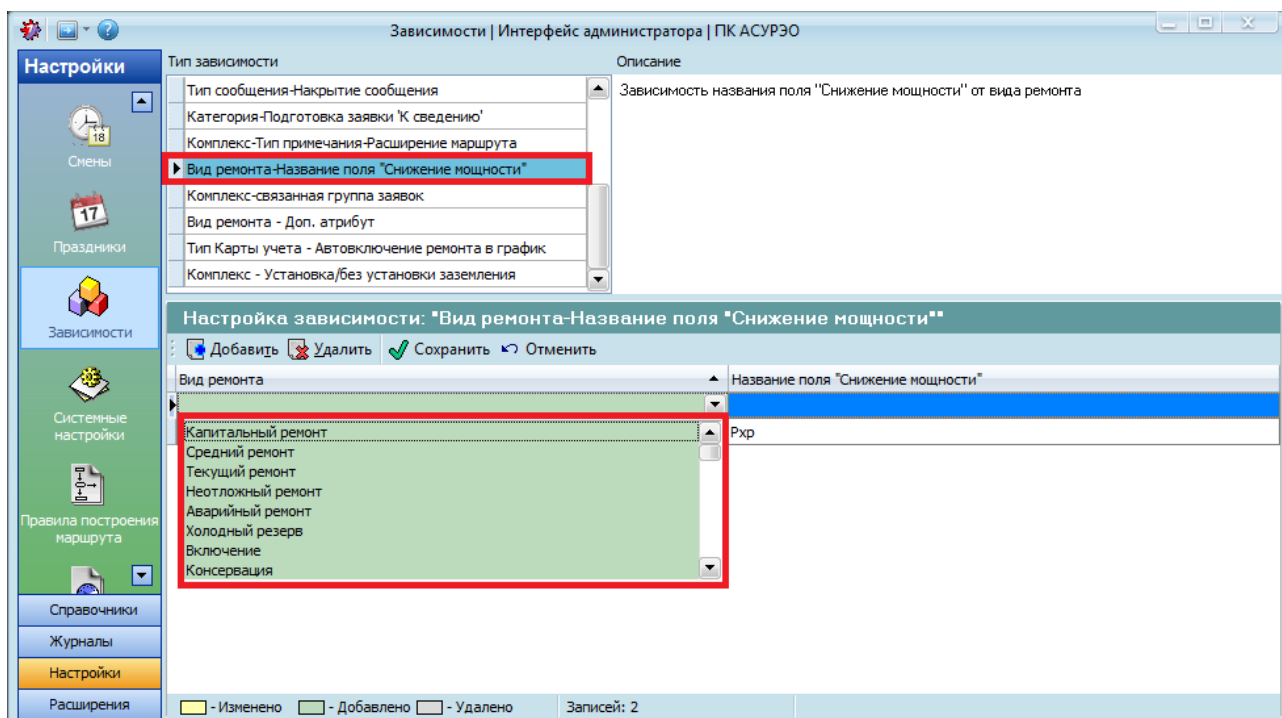 Зависимости | Интерфейс администратора | ПК АСУРЭО
Настройки
18
Смены
17
Праздники
Зависимости
Системные
настройки
Правила построения
маршрута
Справочники
Журналы
Настройки
Расширения
Тип зависимости
Тип сообщения-Накрытие сообщения
Категория-Подготовка заявки 'К сведению'
Комплекс-Тип примечания-Расширение маршрута
Вид ремонта-Название поля "Снижение мощности"
Комплекс-связанная группа заявок
Вид ремонта - Доп. атрибут
Тип Карты учета - Автовключение ремонта в график
Комплекс - Установка/без установки заземления
Описание
Зависимость названия поля "Снижение мощности" от вида ремонта
Настройка зависимости: "Вид ремонта-Название поля "Снижение мощности""
Добавить Удалить Сохранить Отменить
Вид ремонта Название поля "Снижение мощности"
Рхр
Капитальный ремонт
Средний ремонт
Текущий ремонт
Неотложный ремонт
Аварийный ремонт
Холодный резерв
Включение
Консервация
- Изменено - Добавлено - Удалено Записей: 2